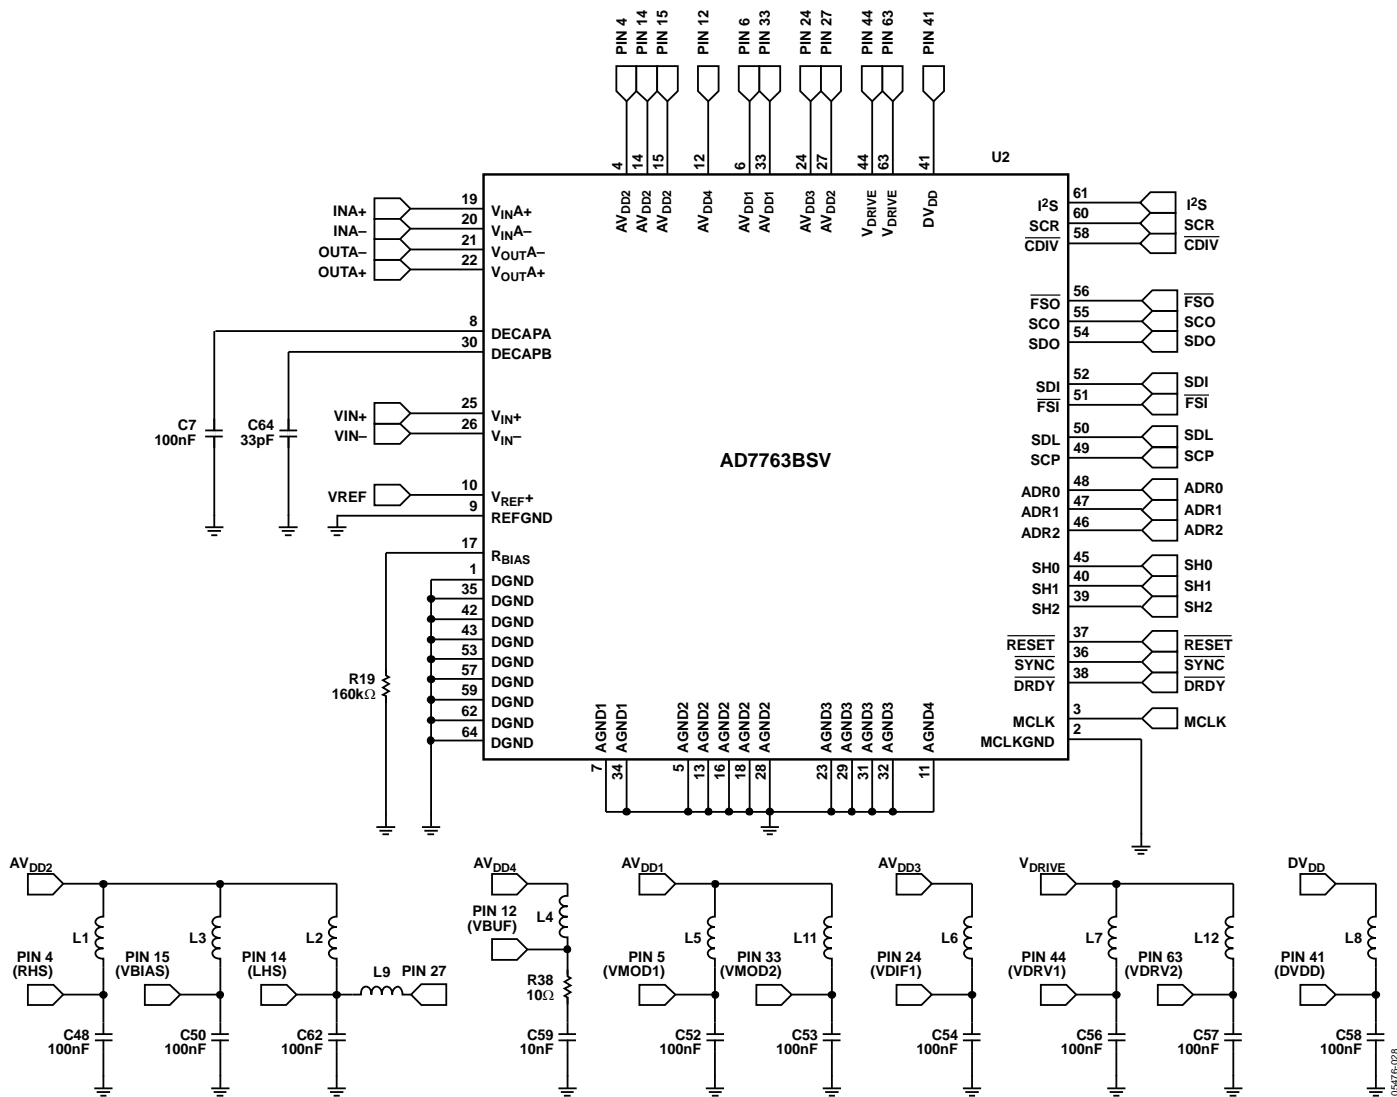 PIN 4
PIN 14
PIN 15
PIN 12
PIN 6
PIN 33
PIN 24
PIN 27
PIN 44
PIN 63
PIN 41
U2
4
14
15
12
6
33
24
27
44
63
41
AVDD2
AVDD2
AVDD2
AVDD4
AVDD1
AVDD1
AVDD3
AVDD2
VDRIVE
VDRIVE
DVDD
INA+ 19 VINA+
INA– 20 VINA–
OUTA– 21 VOUTA–
OUTA+ 22 VOUTA+
8 DECAPA
30 DECAPB
C7
100nF
C64
33pF
VIN+ 25 VIN+
VIN– 26 VIN–
VREF 10 VREF+
9 REFGND
17 RBIAS
1 DGND
35 DGND
42 DGND
43 DGND
53 DGND
57 DGND
59 DGND
62 DGND
64 DGND
R19
160kΩ
AD7763BSV
I2S 61 I2S
SCR 60 SCR
CDIV 58 CDIV
FSO 56 FSO
SCO 55 SCO
SDO 54 SDO
SDI 52 SDI
FSI 51 FSI
SDL 50 SDL
SCP 49 SCP
ADR0 48 ADR0
ADR1 47 ADR1
ADR2 46 ADR2
SH0 45 SH0
SH1 40 SH1
SH2 39 SH2
RESET 37 RESET
SYNC 36 SYNC
DRDY 38 DRDY
MCLK 3 MCLK
MCLKGND 2
AGND1
AGND1
AGND2
AGND2
AGND2
AGND2
AGND2
AGND3
AGND3
AGND3
AGND3
AGND4
7
34
5
13
16
18
28
23
29
31
32
11
AVDD2
L1
L3
L2
PIN 4
(RHS)
PIN 15
(VBIAS)
PIN 14
(LHS)
L9
PIN 27
C48
100nF
C50
100nF
C62
100nF
AVDD4
L4
PIN 12
(VBUF)
R38
10Ω
C59
10nF
AVDD1
L5
L11
PIN 5
(VMOD1)
PIN 33
(VMOD2)
C52
100nF
C53
100nF
AVDD3
L6
PIN 24
(VDIF1)
C54
100nF
VDRIVE
L7
L12
PIN 44
(VDRV1)
PIN 63
(VDRV2)
C56
100nF
C57
100nF
DVDD
L8
PIN 41
(DVDD)
C58
100nF
05476-028